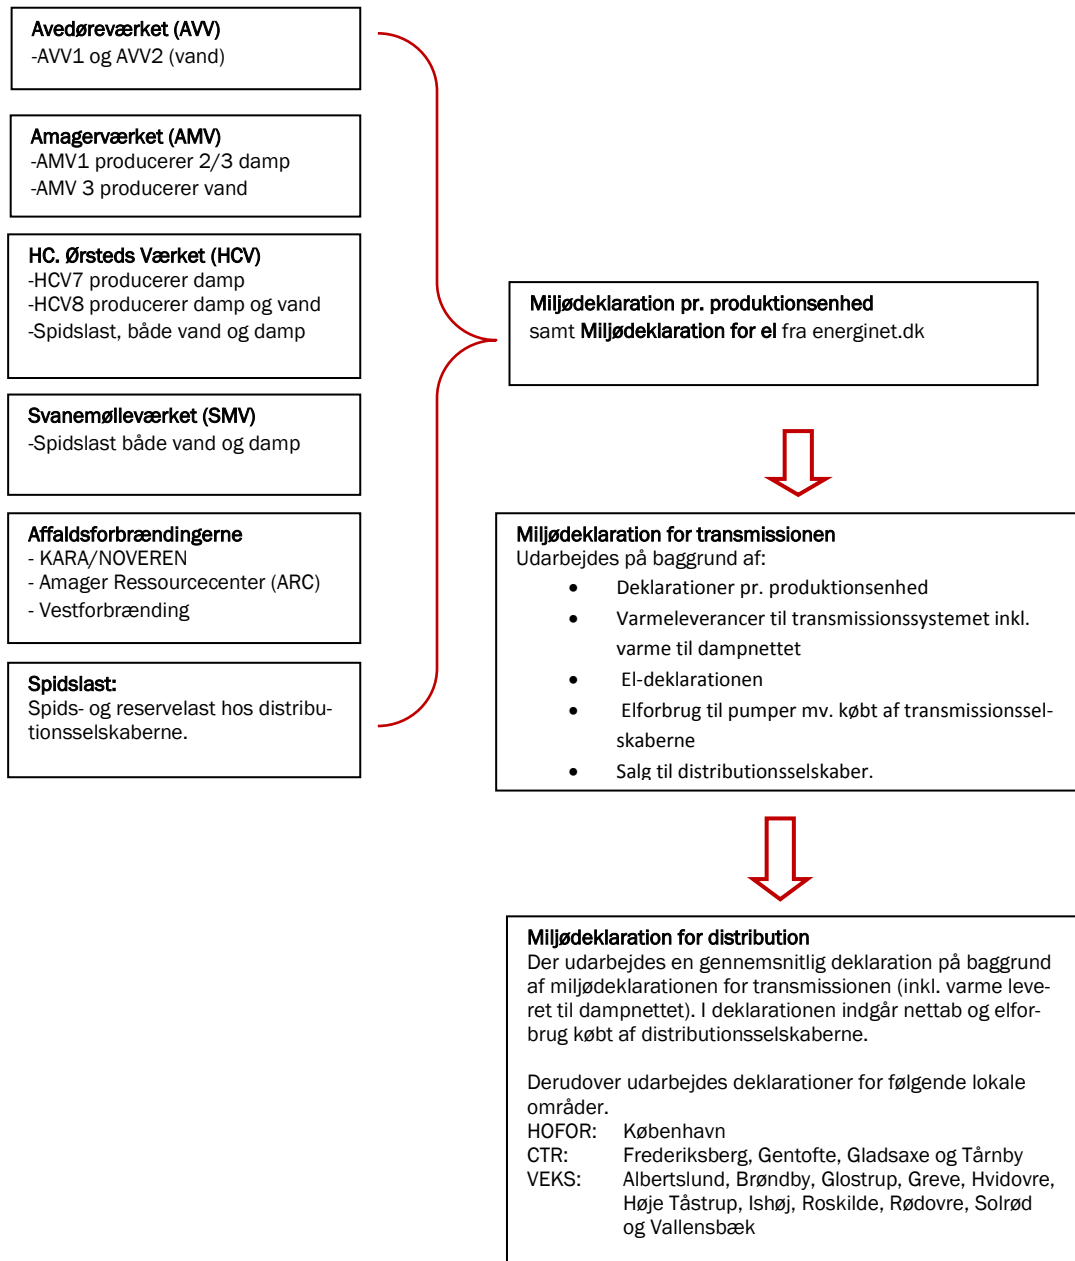 Avedøreværket (AVV)
-AVV1 og AVV2 (vand)
Amagerværket (AMV)
-AMV1 producerer 2/3 damp
-AMV 3 producerer vand
HC. Ørsteds Værket (HCV)
-HCV7 producerer damp
-HCV8 producerer damp og vand
-Spidslast, både vand og damp
Svanemølleværket (SMV)
-Spidslast både vand og damp
Affaldsforbrændingerne
- KARA/NOVEREN
- Amager Ressourcecenter (ARC)
- Vestforbrænding
Spidslast:
Spids- og reservelast hos distribu-
tionsselskaberne.
Miljødeklaration pr. produktionsenhed
samt Miljødeklaration for el fra energinet.dk
Miljødeklaration for transmissionen
Udarbejdes på baggrund af:
• Deklarationer pr. produktionsenhed
• Varmeleverancer til transmissionssystemet inkl.
varme til dampnettet
• El-deklarationen
• Elforbrug til pumper mv. købt af transmissionssel-
skaberne
• Salg til distributionsselskaber.
Miljødeklaration for distribution
Der udarbejdes en gennemsnitlig deklaration på baggrund
af miljødeklarationen for transmissionen (inkl. varme leve-
ret til dampnettet). I deklarationen indgår nettab og elfor-
brug købt af distributionsselskaberne.
Derudover udarbejdes deklarationer for følgende lokale
områder.
HOFOR: København
CTR: Frederiksberg, Gentofte, Gladsaxe og Tårnby
VEKS: Albertslund, Brøndby, Glostrup, Greve, Hvidovre,
Høje Tåstrup, Ishøj, Roskilde, Rødovre, Solrød
og Vallensbæk